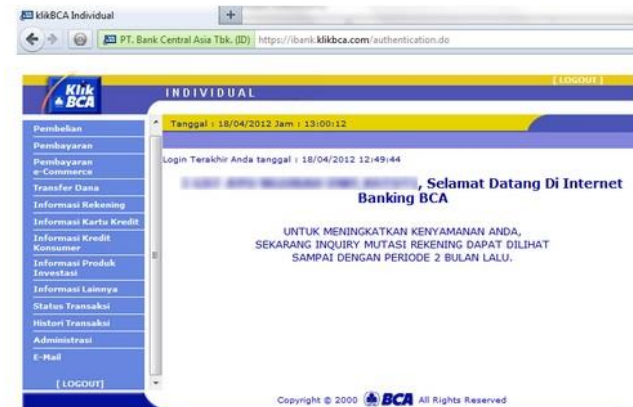 klikBCA Individual
PT. Bank Central Asia Tbk. (ID) https://ibank.klikbca.com/authentication.do
Klik
BCA
INDIVIDUAL
[ LOGOUT ]
Tanggal : 18/04/2012 Jam : 13:00:12
Pembelian
Pembayaran
Pembayaran
e-Commerce
Transfer Dana
Informasi Rekening
Informasi Kartu Kredit
Informasi Kredit
Konsumer
Informasi Produk
Investasi
Informasi Lainnya
Status Transaksi
Histori Transaksi
Administrasi
E-Mail
[ LOGOUT]
Login Terakhir Anda tanggal : 18/04/2012 12:49:44
, Selamat Datang Di Internet
Banking BCA
UNTUK MENINGKATKAN KENYAMANAN ANDA,
SEKARANG INQUIRY MUTASI REKENING DAPAT DILIHAT
SAMPAI DENGAN PERIODE 2 BULAN LALU.
Copyright © 2000 BCA All Rights Reserved